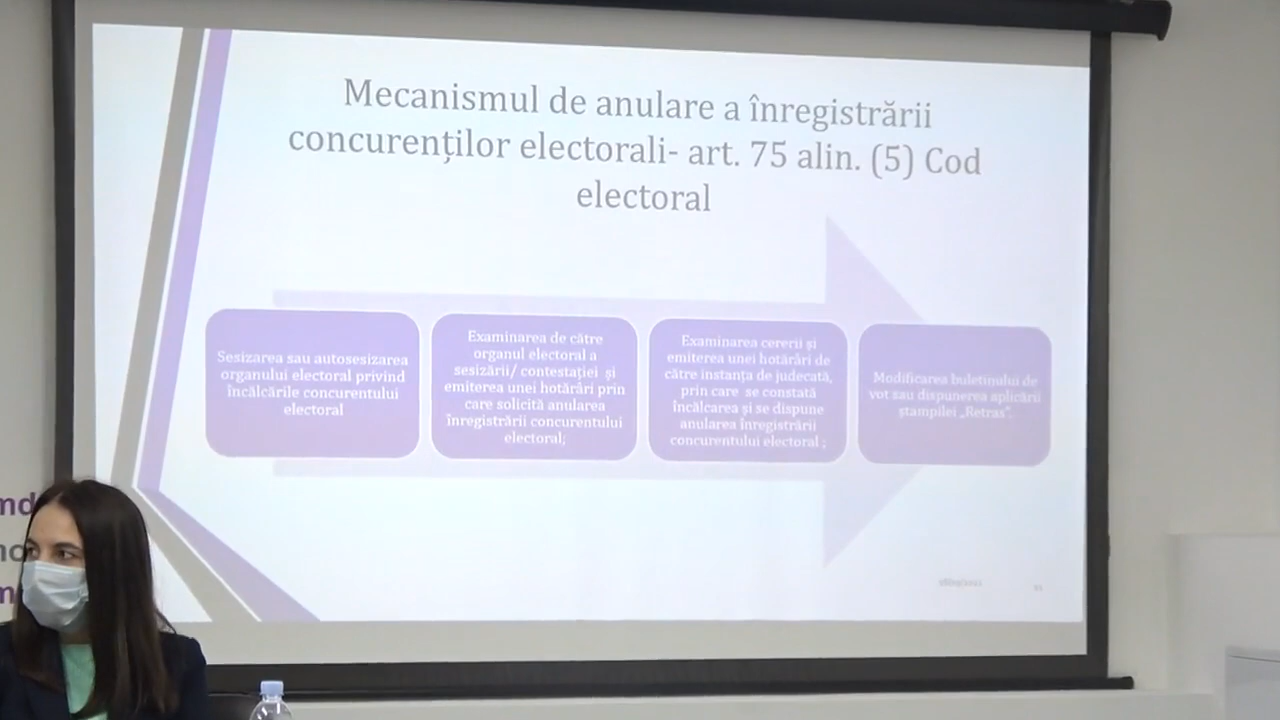 Mecanismul de anulare a înregistrării
concurenților electorali- art. 75 alin. (5) Cod
electoral
Sesizarea sau autosesizarea
organului electoral privind
încălcările concurentului
electoral
Examinarea de către
organul electoral a
sesizării/ contestației și
emiterea unei hotărâri prin
care solicită anularea
înregistrării concurentului
electoral;
Examinarea cererii și
emiterea unei hotărâri de
către instanța de judecată,
prin care se constată
încălcarea și se dispune
anularea înregistrării
concurentului electoral ;
Modificarea buletinului de
vot sau dispunerea aplicării
ștampilei „Retras”.